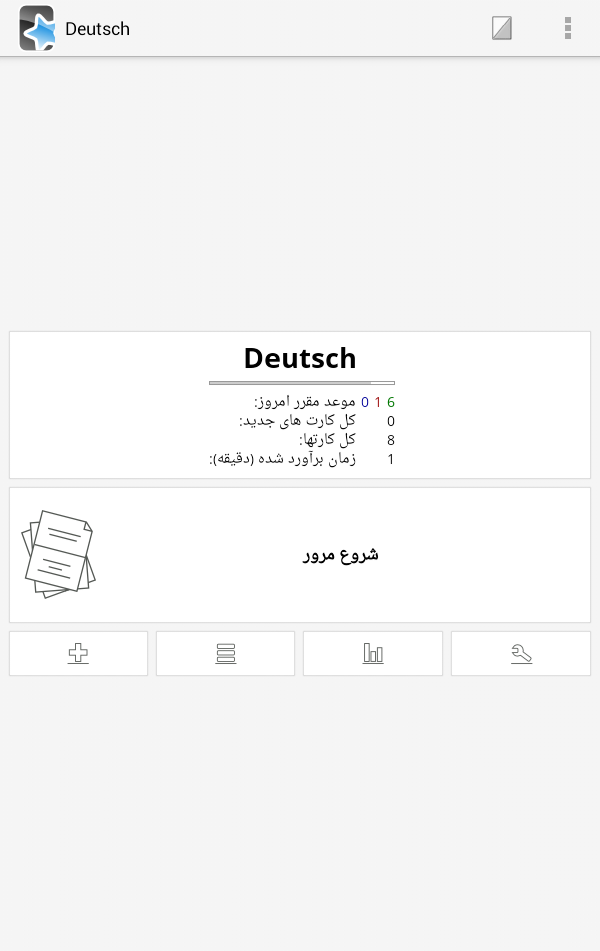 Deutsch
Deutsch
موعد مقرر امروز: 0 1 6
کل کارت های جدید: 0
کل کارتها: 8
زمان برآورد شده (دقیقه): 1
شروع مرور